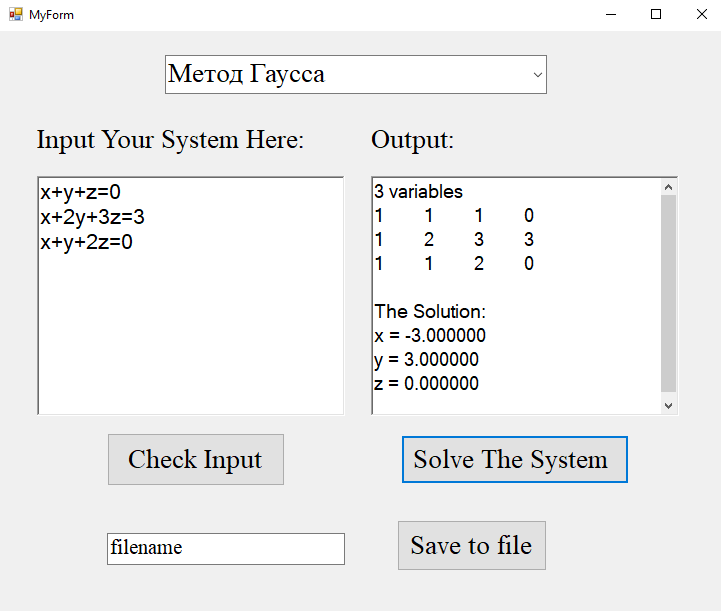 MyForm
Метод Гаусса
Input Your System Here:
x+y+z=0
x+2y+3z=3
x+y+2z=0
Output:
3 variables
1 1 1 0
1 2 3 3
1 1 2 0
The Solution:
x = -3.000000
y = 3.000000
z = 0.000000
Check Input
Solve The System
filename
Save to file